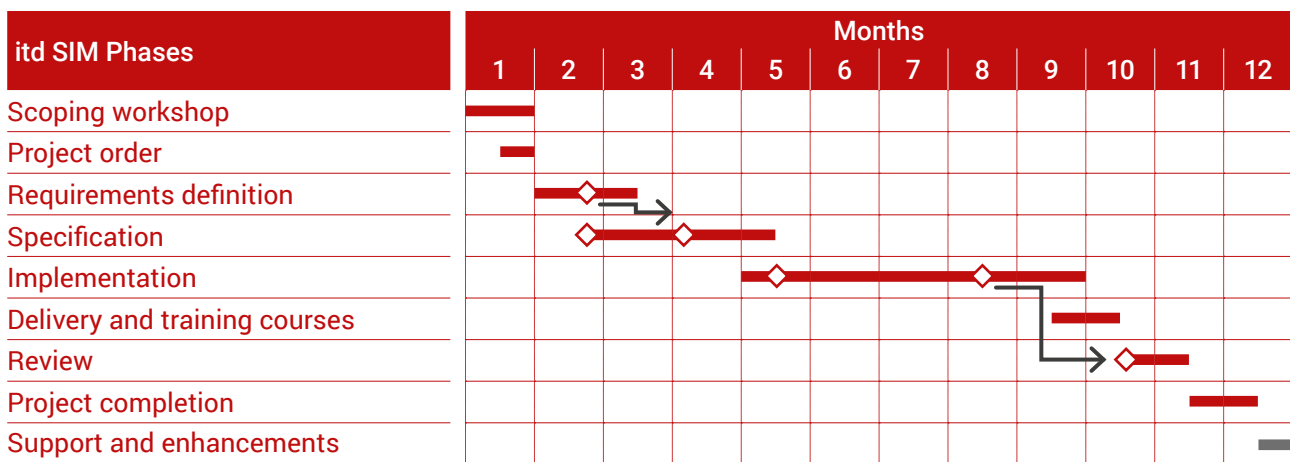 itd SIM Phases
Months
1 2 3 4 5 6 7 8 9 10 11 12
Scoping workshop
Project order
Requirements definition
Specification
Implementation
Delivery and training courses
Review
Project completion
Support and enhancements